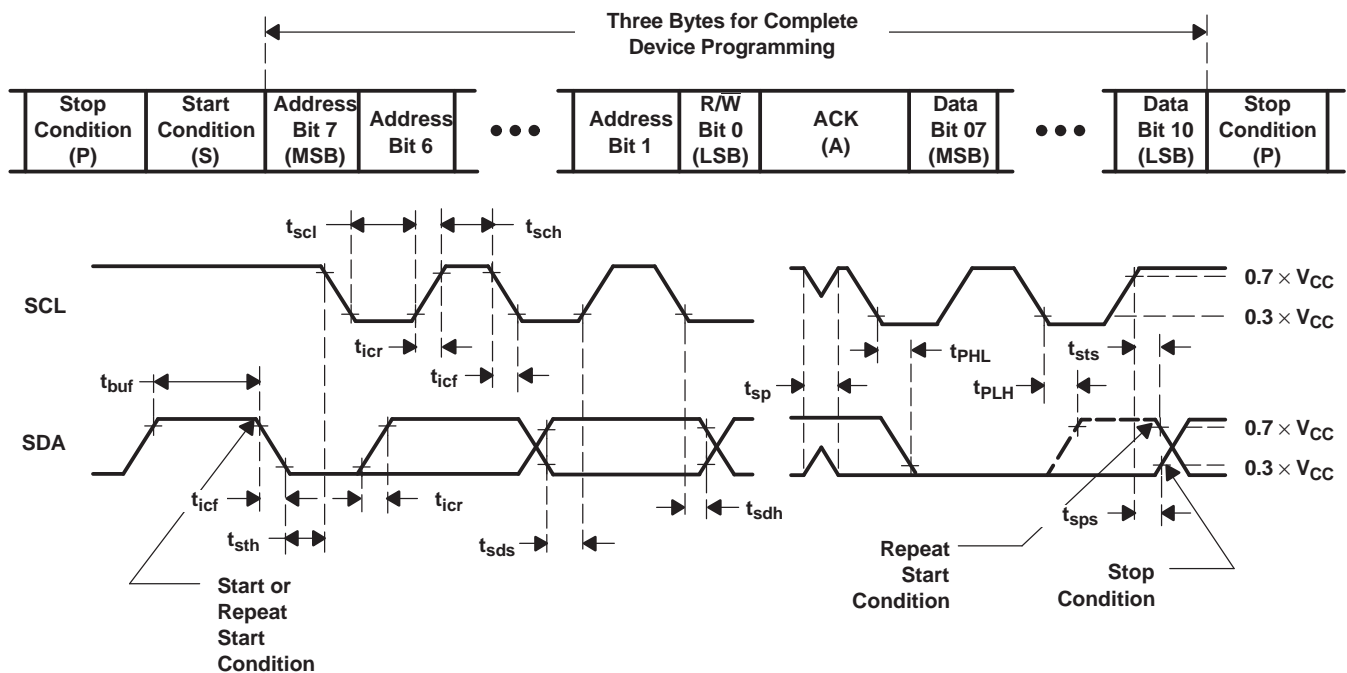 Three Bytes for Complete
Device Programming
Stop
Condition
(P)
Start
Condition
(S)
Address
Bit 7
(MSB)
Address
Bit 6
•••
Address
Bit 1
R/W̅
Bit 0
(LSB)
ACK
(A)
Data
Bit 07
(MSB)
•••
Data
Bit 10
(LSB)
Stop
Condition
(P)
tscl
tsch
SCL
0.7 × VCC
0.3 × VCC
ticr
ticf
tbuf
tsp
tPHL
tPLH
tsts
SDA
0.7 × VCC
0.3 × VCC
ticf
ticr
tsth
tsds
tsdh
tsps
Start or
Repeat
Start
Condition
Repeat
Start
Condition
Stop
Condition